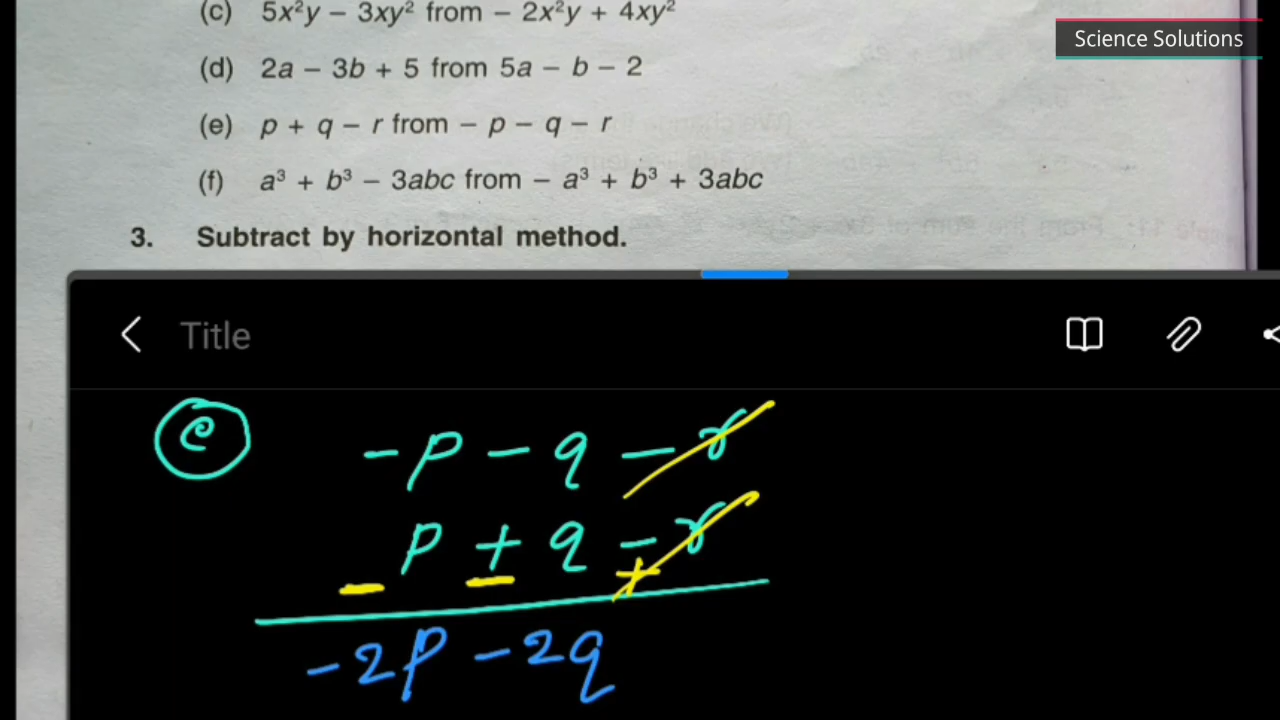 (c) 5x²y – 3xy² from – 2x²y + 4xy²
Science Solutions
(d) 2a – 3b + 5 from 5a – b – 2
(e) p + q – r from – p – q – r
(f) a³ + b³ – 3abc from – a³ + b³ + 3abc
3. Subtract by horizontal method.
Title
e
-p - q - r
p + q - r
- - +
-2p - 2q